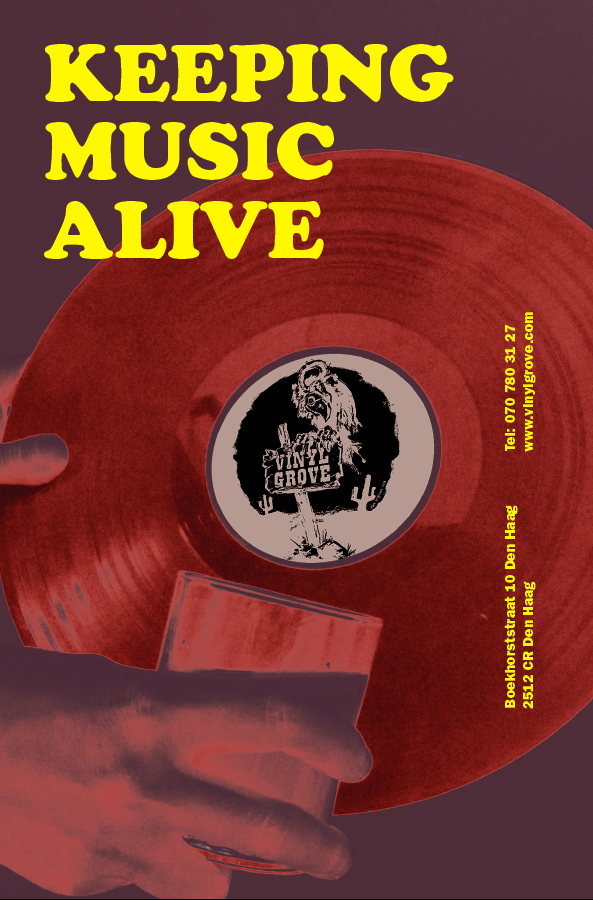 KEEPING
MUSIC
ALIVE
VINYL
GROVE
Tel: 070 780 31 27
www.vinylgrove.com
Boekhorststraat 10 Den Haag
2512 CR Den Haag